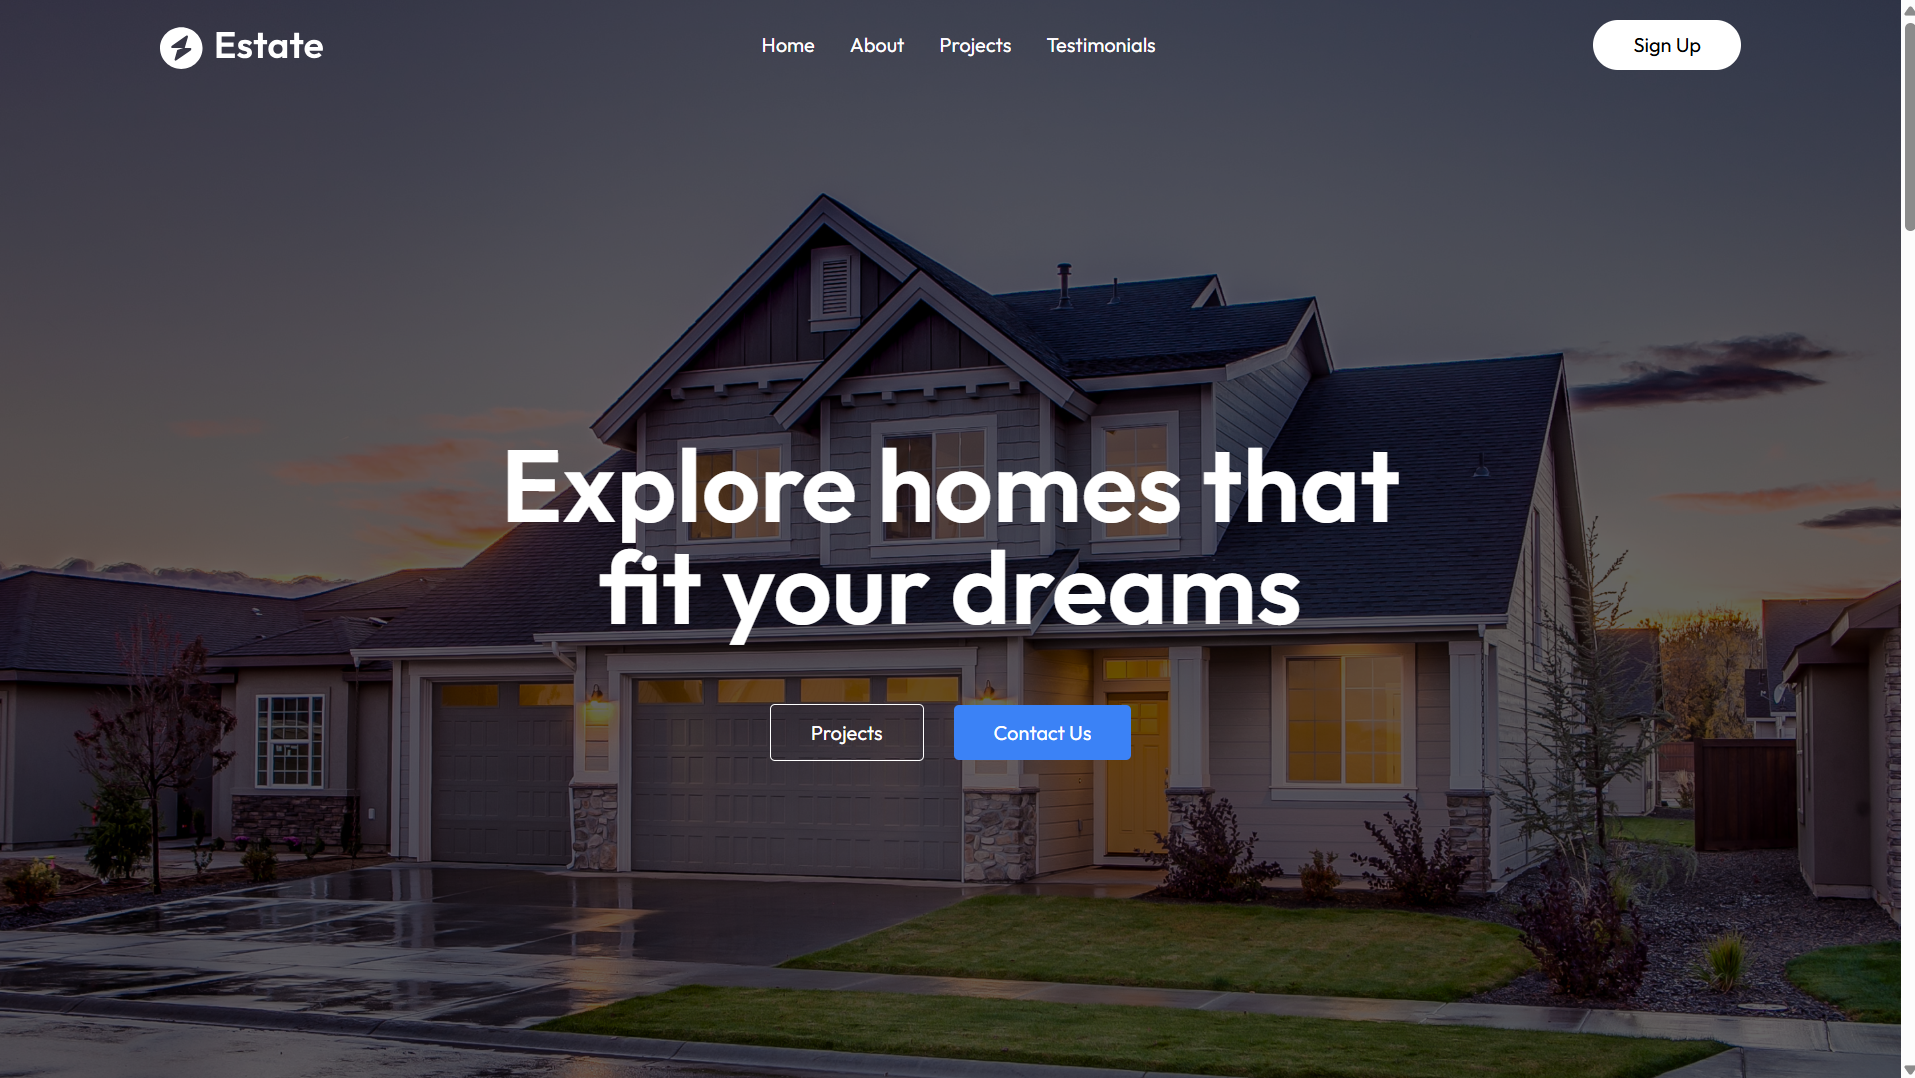 Estate
Home
About
Projects
Testimonials
Sign Up
Explore homes that
fit your dreams
Projects
Contact Us